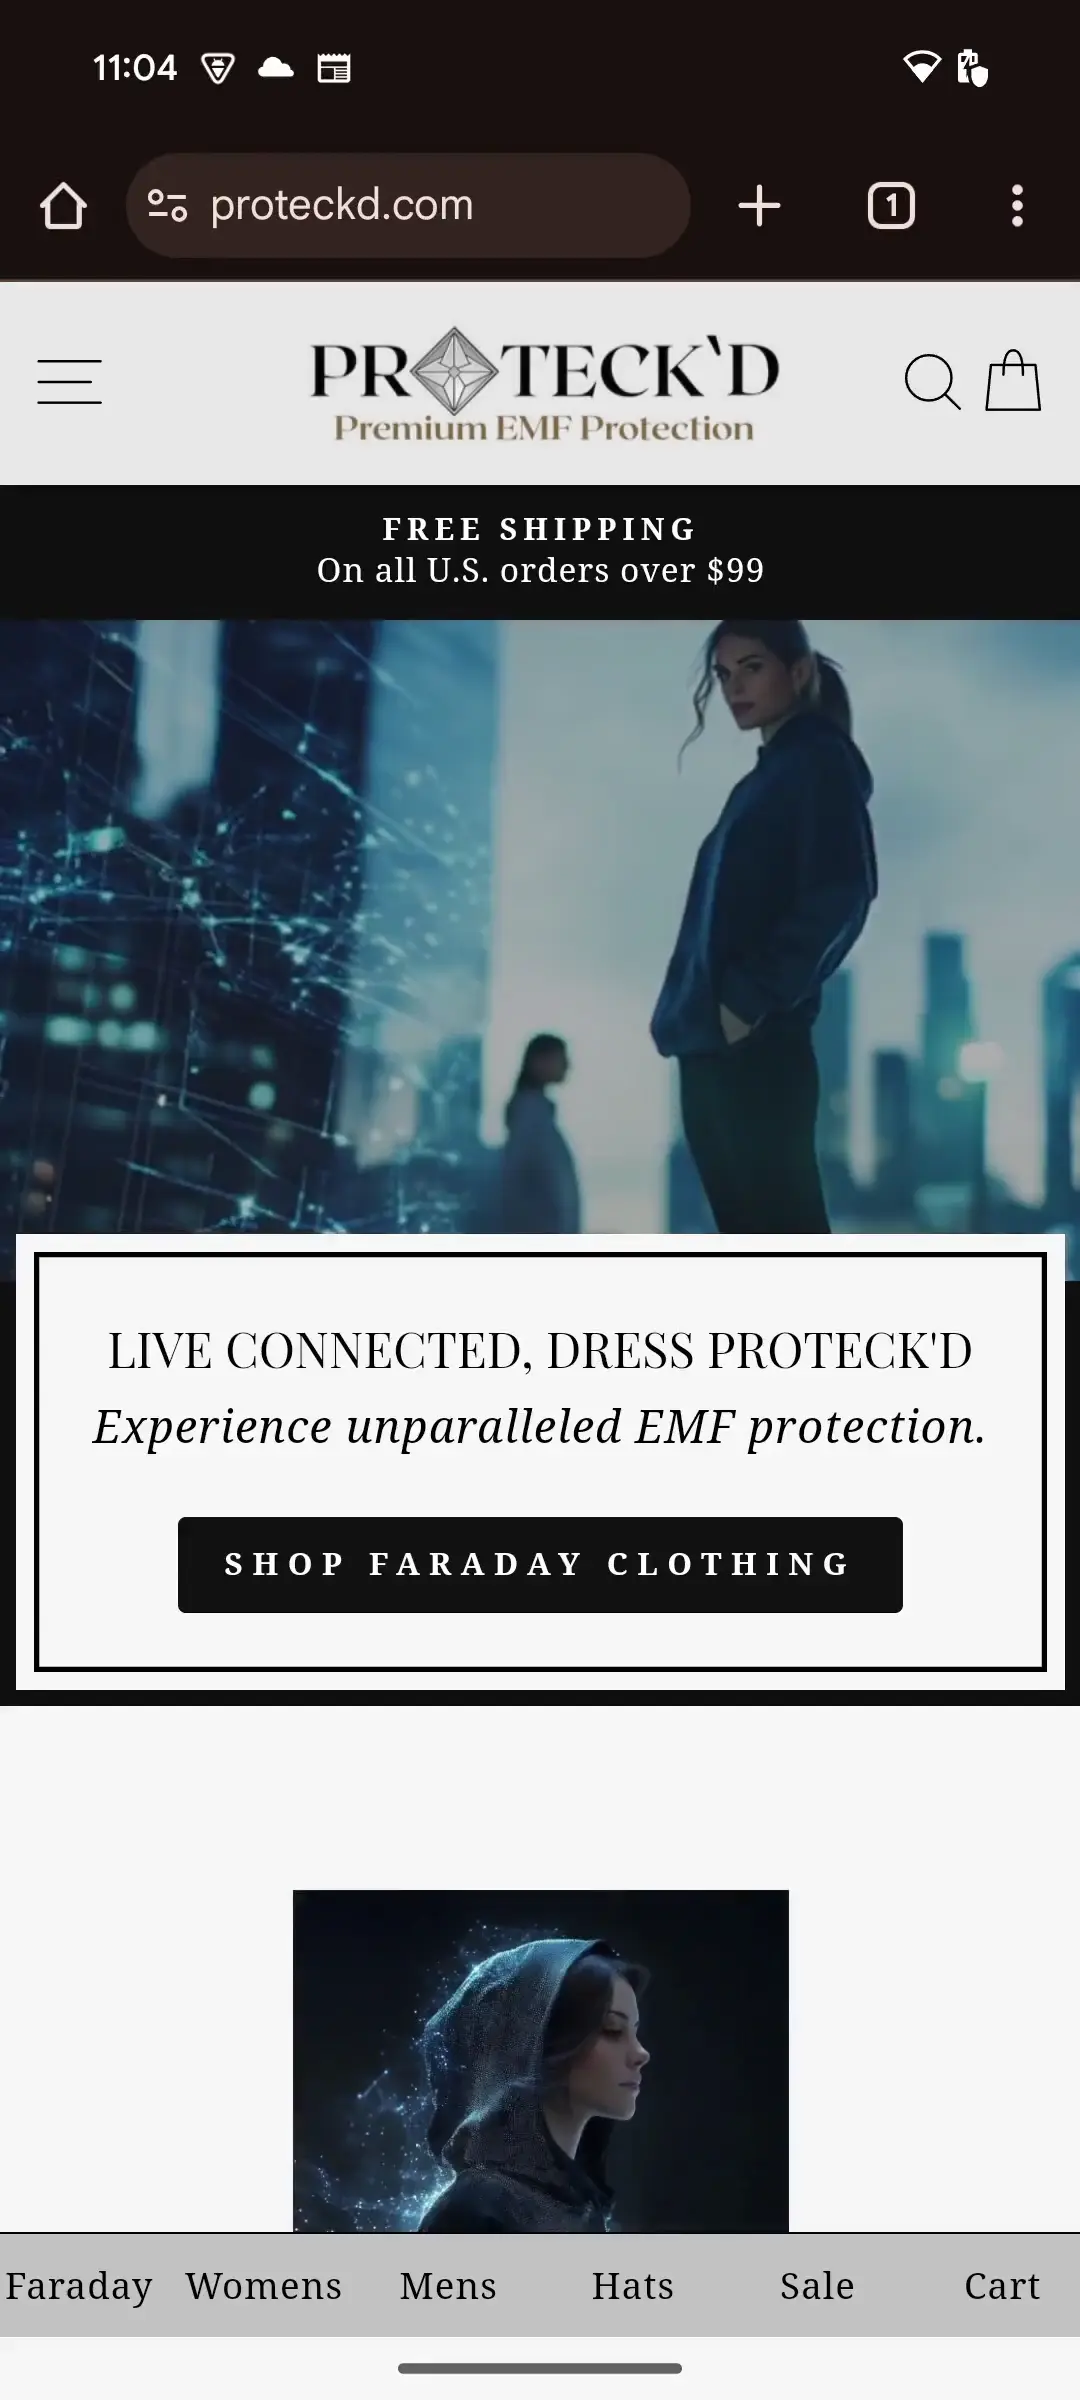 11:04
proteckd.com
1
PROTECK`D
Premium EMF Protection
FREE SHIPPING
On all U.S. orders over $99
LIVE CONNECTED, DRESS PROTECK'D
Experience unparalleled EMF protection.
SHOP FARADAY CLOTHING
Faraday Womens Mens Hats Sale Cart